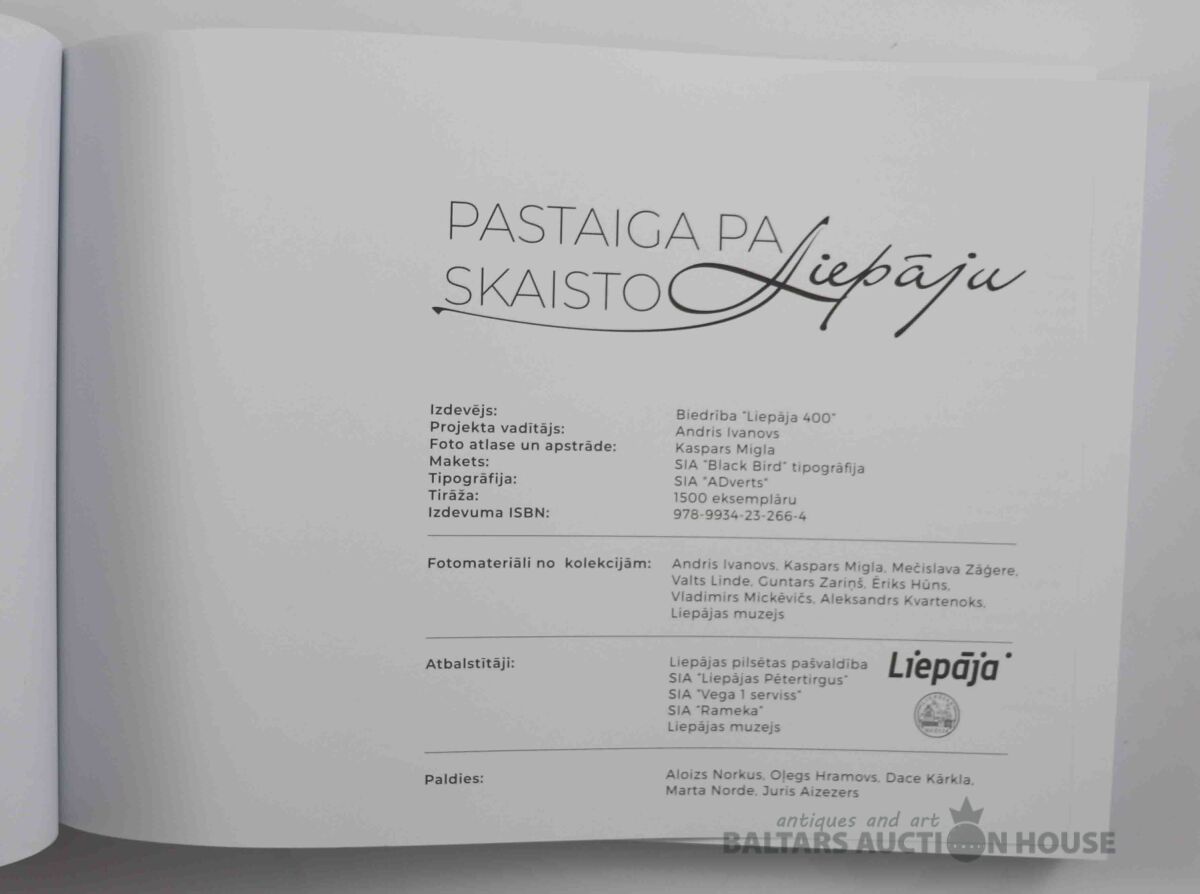 PASTAIGA PA
SKAISTO Liepāju
Izdevējs: Biedrība "Liepāja 400"
Projekta vadītājs: Andris Ivanovs
Foto atlase un apstrāde: Kaspars Migla
Makets: SIA "Black Bird" tipogrāfija
Tipogrāfija: SIA "ADverts"
Tirāža: 1500 eksemplāru
Izdevuma ISBN: 978-9934-23-266-4
Fotomateriāli no kolekcijām: Andris Ivanovs, Kaspars Migla, Mečislava Zāģere,
Valts Linde, Guntars Zariņš, Ēriks Hūns,
Vladimirs Mickēvičs, Aleksandrs Kvartenoks,
Liepājas muzejs
Atbalstītāji: Liepājas pilsētas pašvaldība
SIA "Liepājas Pētertirgus"
SIA "Vega 1 serviss"
SIA "Rameka"
Liepājas muzejs
Liepāja
Paldies: Aloizs Norkus, Oļegs Hramovs, Dace Kārkla,
Marta Norde, Juris Aizezers
antiques and art
BALTARS AUCTION HOUSE